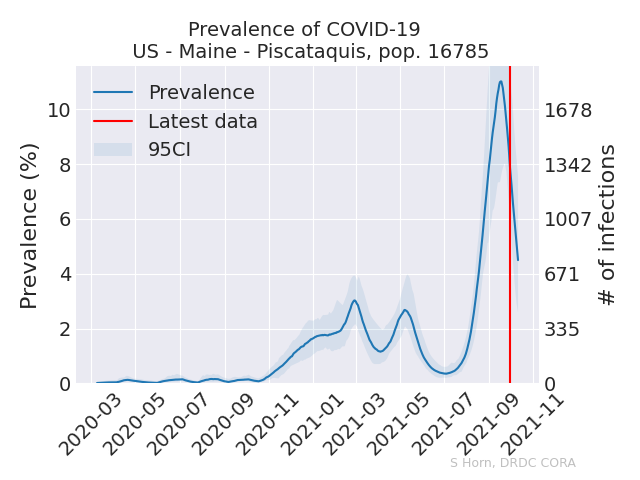 Prevalence of COVID-19
US - Maine - Piscataquis, pop. 16785
Prevalence
Latest data
95CI
Prevalence (%)
10
8
6
4
2
0
1678
1342
1007
671
335
0
# of infections
2020-03
2020-05
2020-07
2020-09
2020-11
2021-01
2021-03
2021-05
2021-07
2021-09
2021-11
S Horn, DRDC CORA